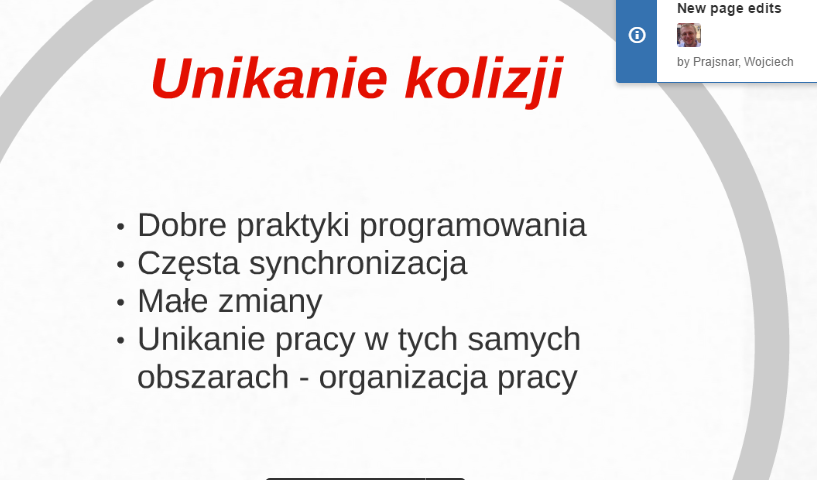 New page edits
by Prajsnar, Wojciech
Unikanie kolizji
• Dobre praktyki programowania
• Częsta synchronizacja
• Małe zmiany
• Unikanie pracy w tych samych
obszarach - organizacja pracy